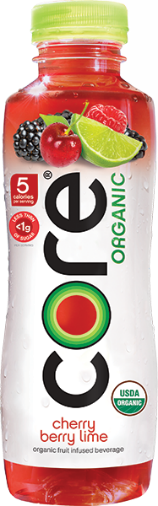 5
calories
per serving
LESS THAN
<1g
OF SUGAR
core®
ORGANIC
USDA
ORGANIC
cherry
berry lime
organic fruit infused beverage